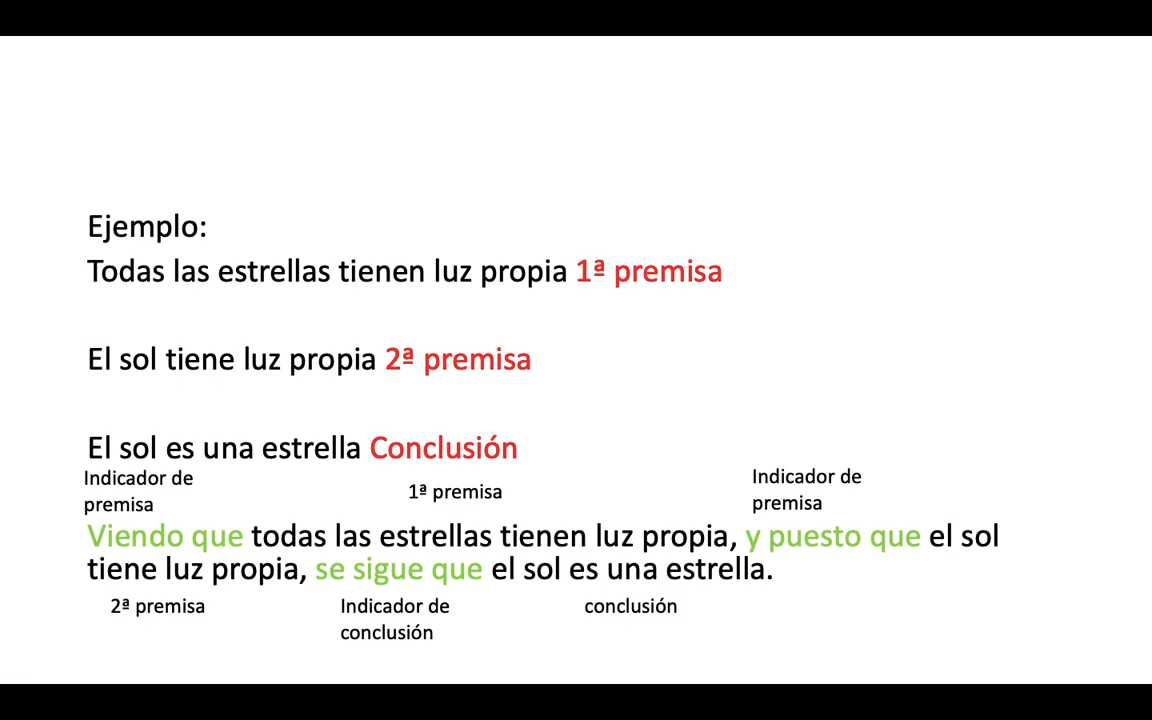 Ejemplo:
Todas las estrellas tienen luz propia 1ª premisa
El sol tiene luz propia 2ª premisa
El sol es una estrella Conclusión
Indicador de
premisa
1ª premisa
Indicador de
premisa
Viendo que todas las estrellas tienen luz propia, y puesto que el sol
tiene luz propia, se sigue que el sol es una estrella.
2ª premisa
Indicador de
conclusión
conclusión